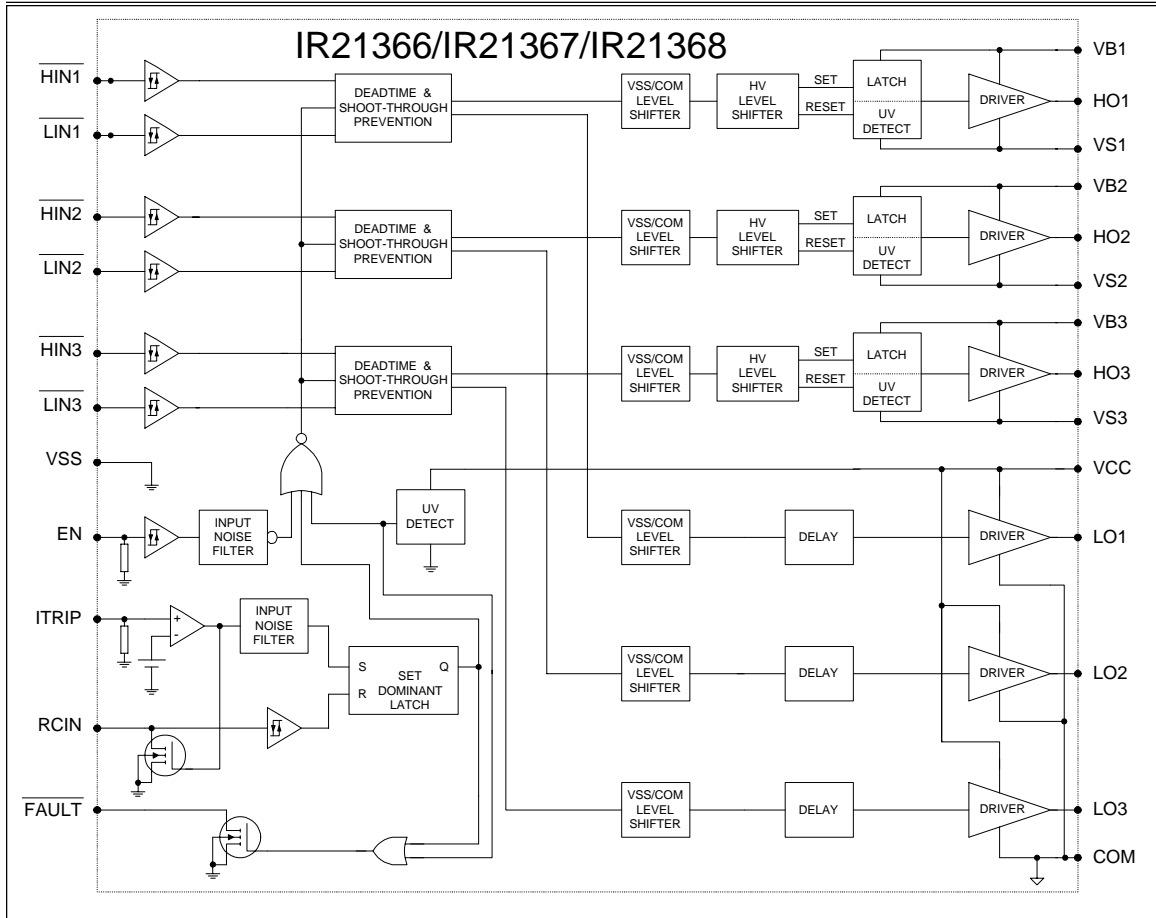 IR21366/IR21367/IR21368
HIN1
LIN1
DEADTIME &
SHOOT-THROUGH
PREVENTION
VSS/COM
LEVEL
SHIFTER
HV
LEVEL
SHIFTER
SET
RESET
LATCH
UV
DETECT
DRIVER
VB1
HO1
VS1
HIN2
LIN2
DEADTIME &
SHOOT-THROUGH
PREVENTION
VSS/COM
LEVEL
SHIFTER
HV
LEVEL
SHIFTER
SET
RESET
LATCH
UV
DETECT
DRIVER
VB2
HO2
VS2
HIN3
LIN3
DEADTIME &
SHOOT-THROUGH
PREVENTION
VSS/COM
LEVEL
SHIFTER
HV
LEVEL
SHIFTER
SET
RESET
LATCH
UV
DETECT
DRIVER
VB3
HO3
VS3
VSS
VCC
EN
INPUT
NOISE
FILTER
UV
DETECT
VSS/COM
LEVEL
SHIFTER
DELAY
DRIVER
LO1
ITRIP
+
-
INPUT
NOISE
FILTER
S
R
Q
SET
DOMINANT
LATCH
VSS/COM
LEVEL
SHIFTER
DELAY
DRIVER
LO2
RCIN
FAULT
VSS/COM
LEVEL
SHIFTER
DELAY
DRIVER
LO3
COM